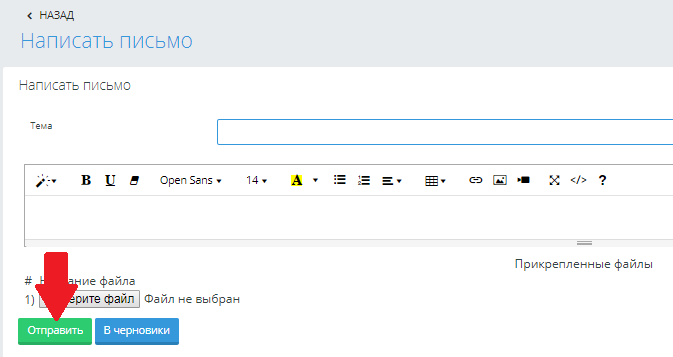 НАЗАД
Написать письмо
Написать письмо
Тема
B U Open Sans 14 A </> ?
Прикрепленные файлы
# файла
1) файл Файл не выбран
Отправить В черновики